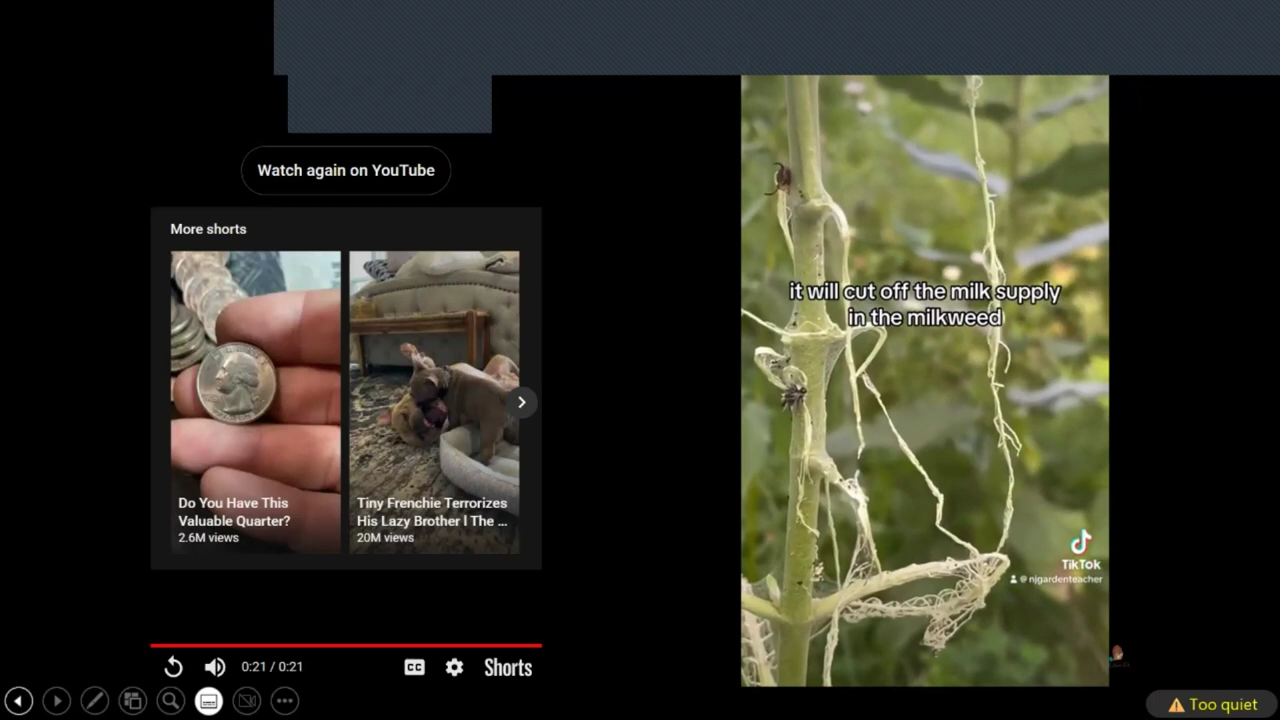 Watch again on YouTube
More shorts
Do You Have This
Valuable Quarter?
2.6M views
Tiny Frenchie Terrorizes
His Lazy Brother l The ...
20M views
0:21 / 0:21
CC
Shorts
it will cut off the milk supply
in the milkweed
TikTok
@njgardenteacher
Too quiet